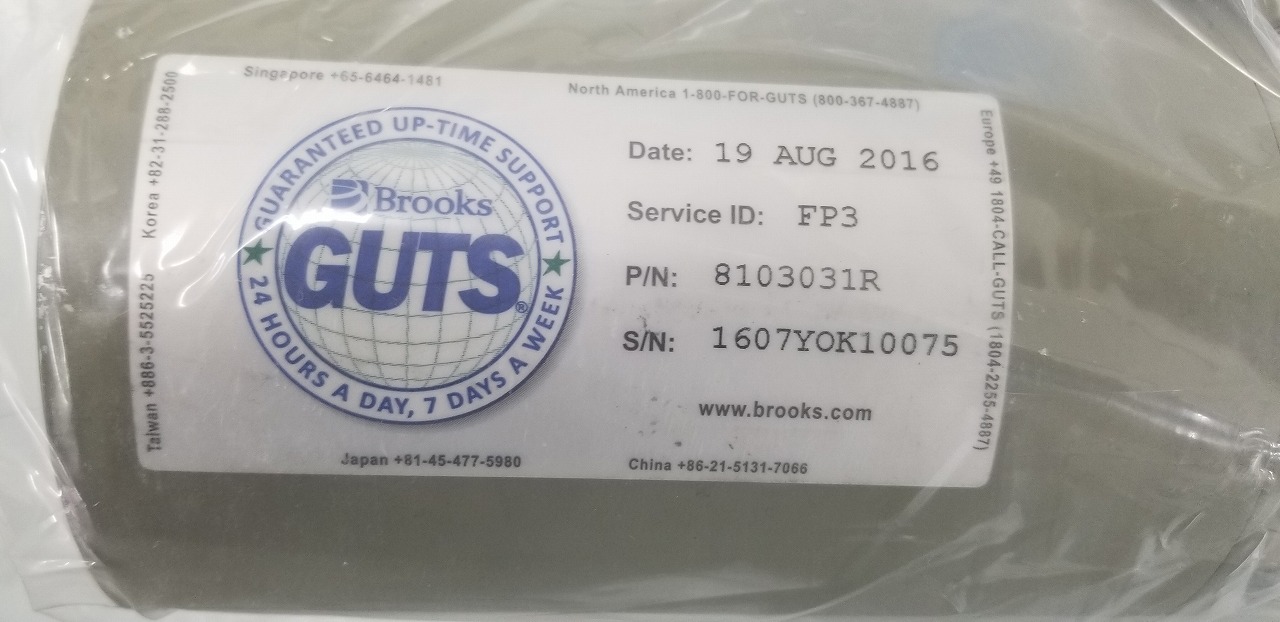 Singapore +65-6464-1481
North America 1-800-FOR-GUTS (800-367-4887)
Korea +82-31-288-2500
Taiwan +886-3-5525225
Europe +49 1804-CALL-GUTS (1804-2255-4887)
GUARANTEED UP-TIME SUPPORT
Brooks
GUTS®
24 HOURS A DAY, 7 DAYS A WEEK
Date: 19 AUG 2016
Service ID: FP3
P/N: 8103031R
S/N: 1607YOK10075
www.brooks.com
Japan +81-45-477-5980
China +86-21-5131-7066